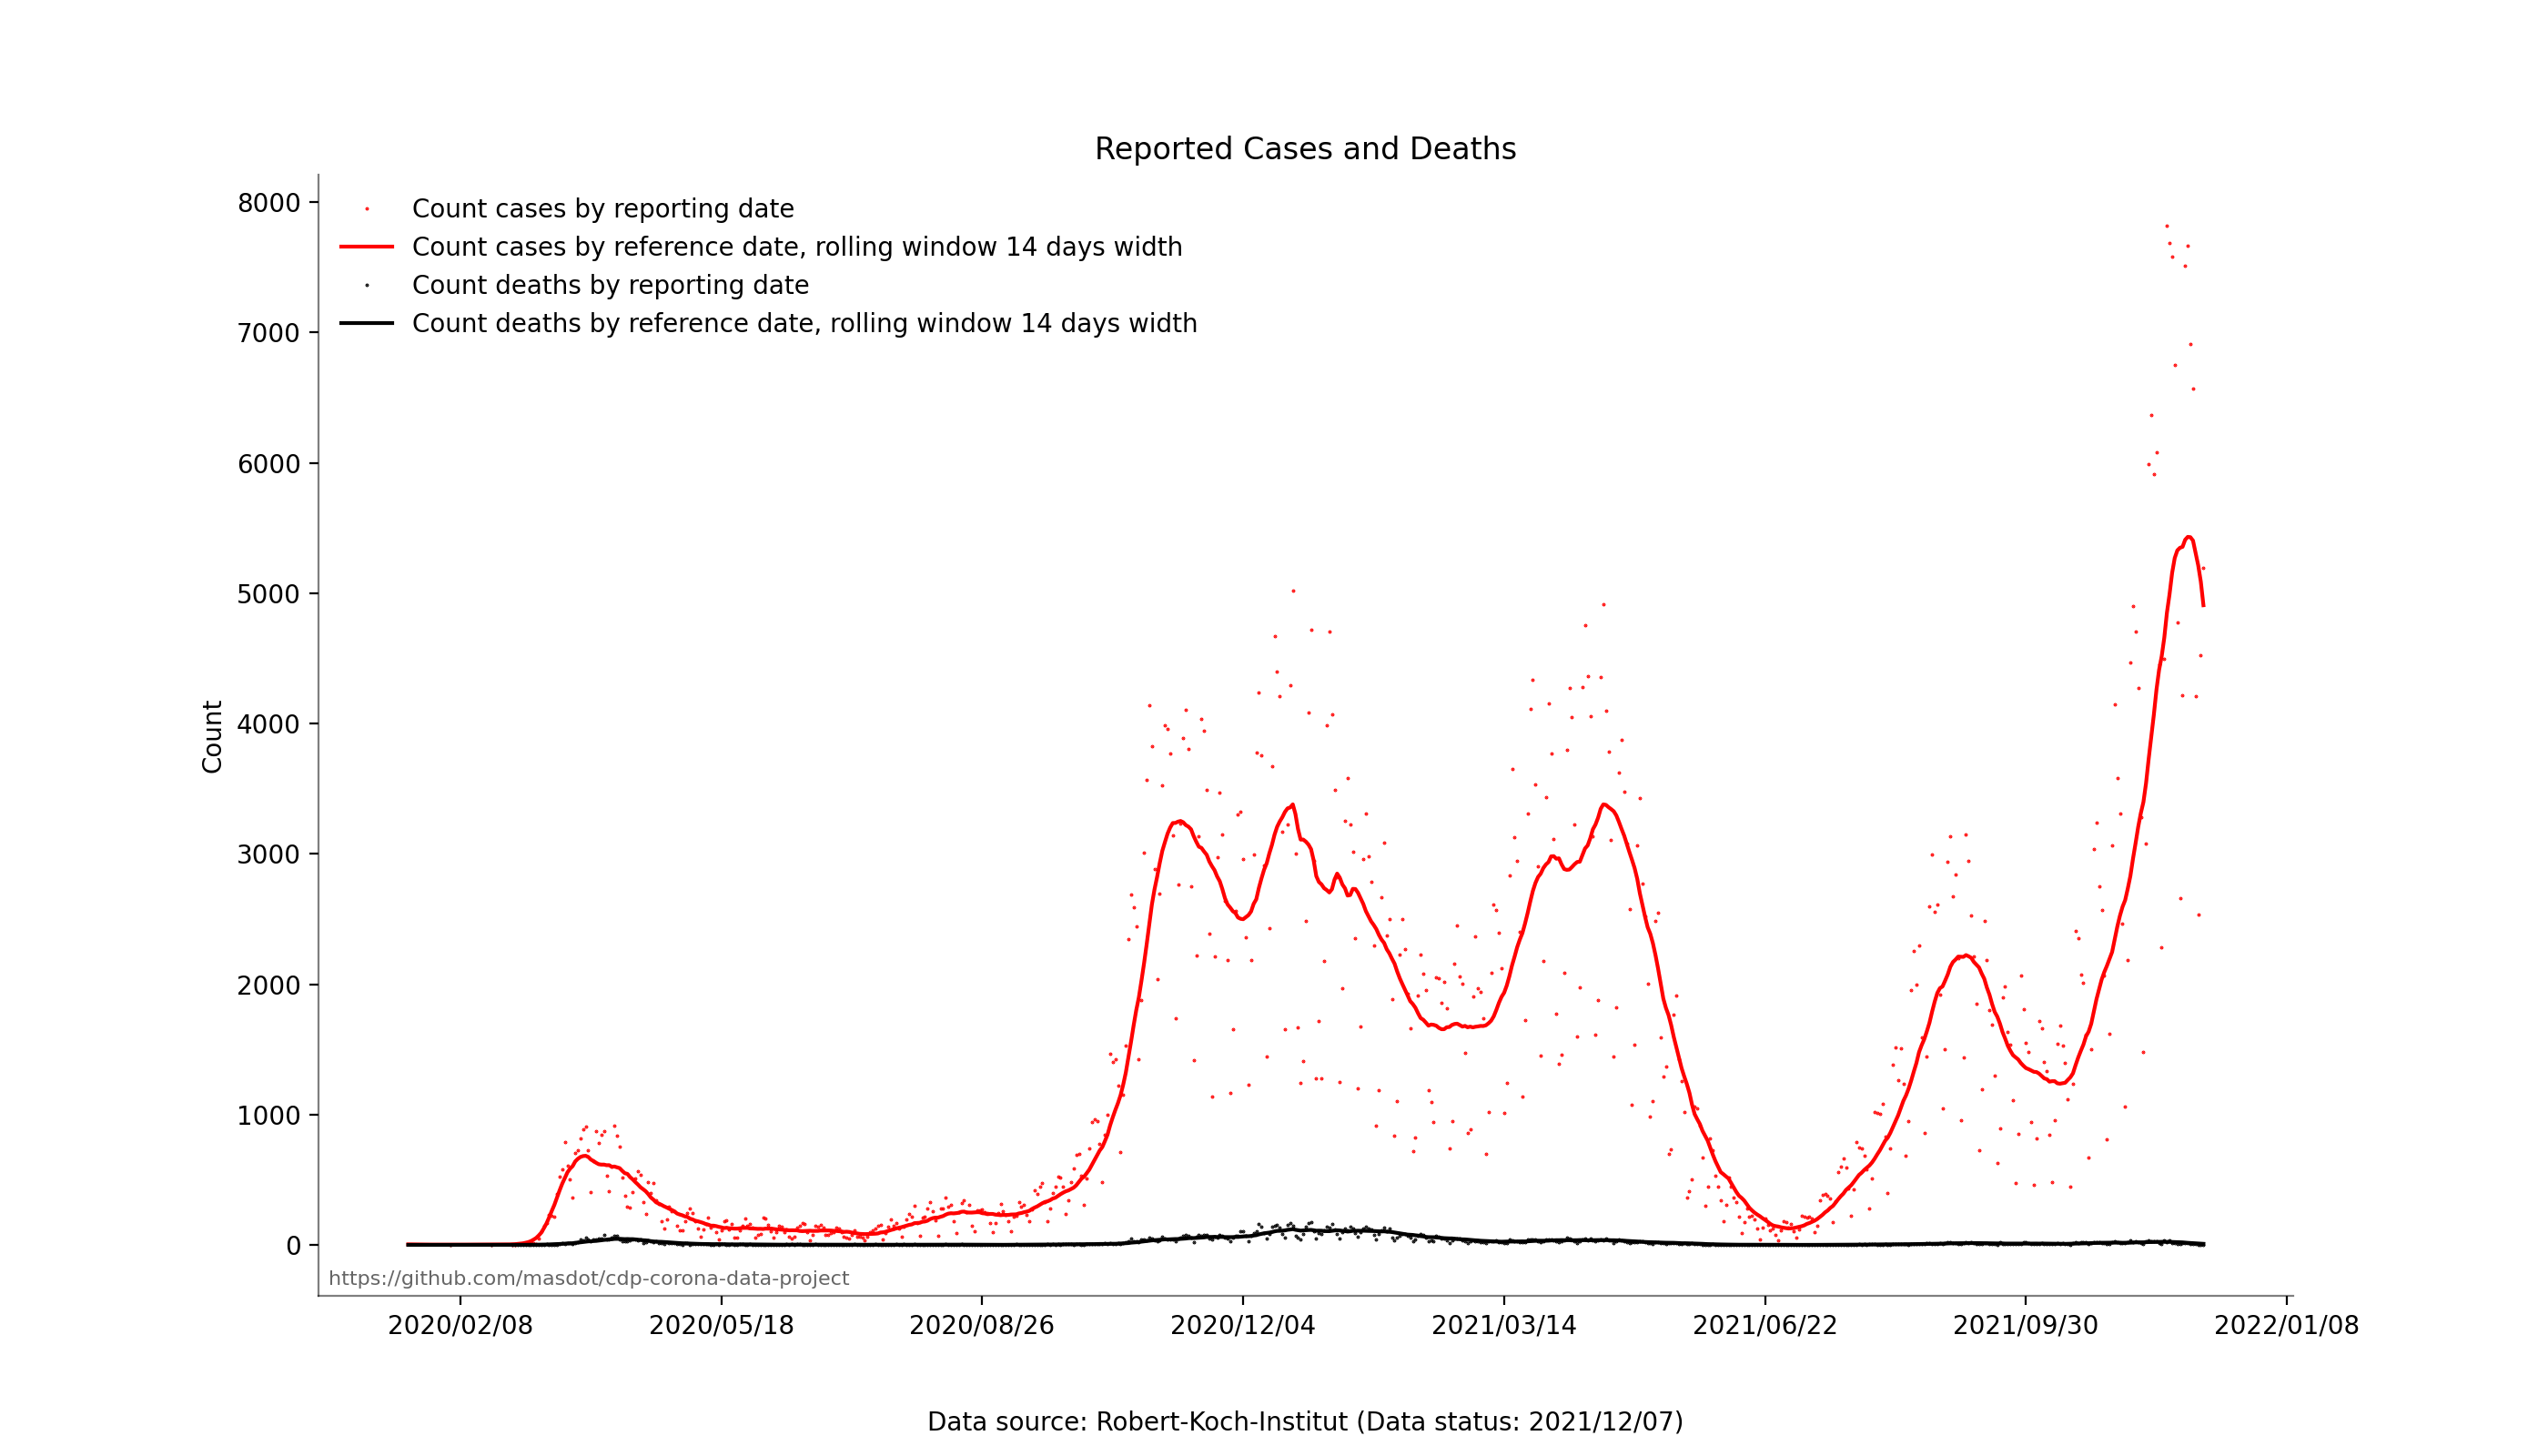 Reported Cases and Deaths
8000
7000
6000
5000
4000
3000
2000
1000
0
Count
Count cases by reporting date
Count cases by reference date, rolling window 14 days width
Count deaths by reporting date
Count deaths by reference date, rolling window 14 days width
https://github.com/masdot/cdp-corona-data-project
2020/02/08 2020/05/18 2020/08/26 2020/12/04 2021/03/14 2021/06/22 2021/09/30 2022/01/08
Data source: Robert-Koch-Institut (Data status: 2021/12/07)